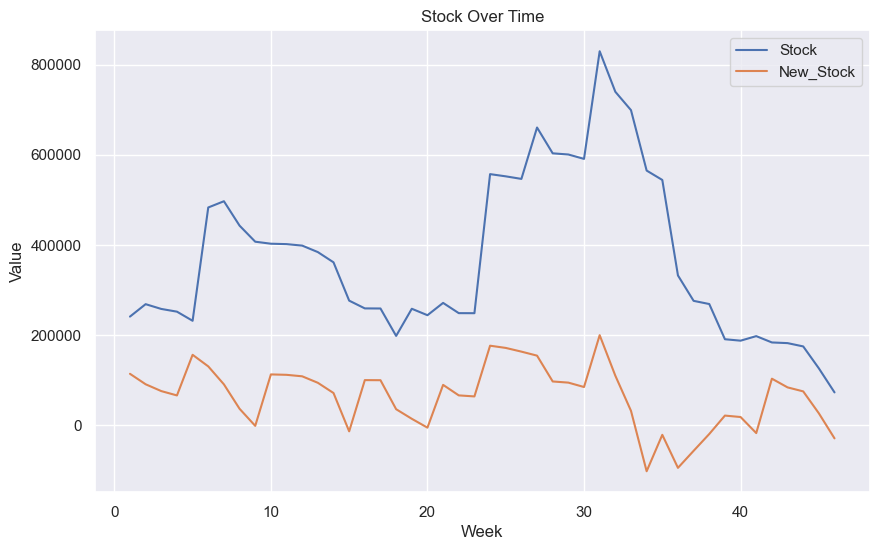 Stock Over Time
Stock
New_Stock
800000
600000
400000
200000
0
Value
0 10 20 30 40
Week